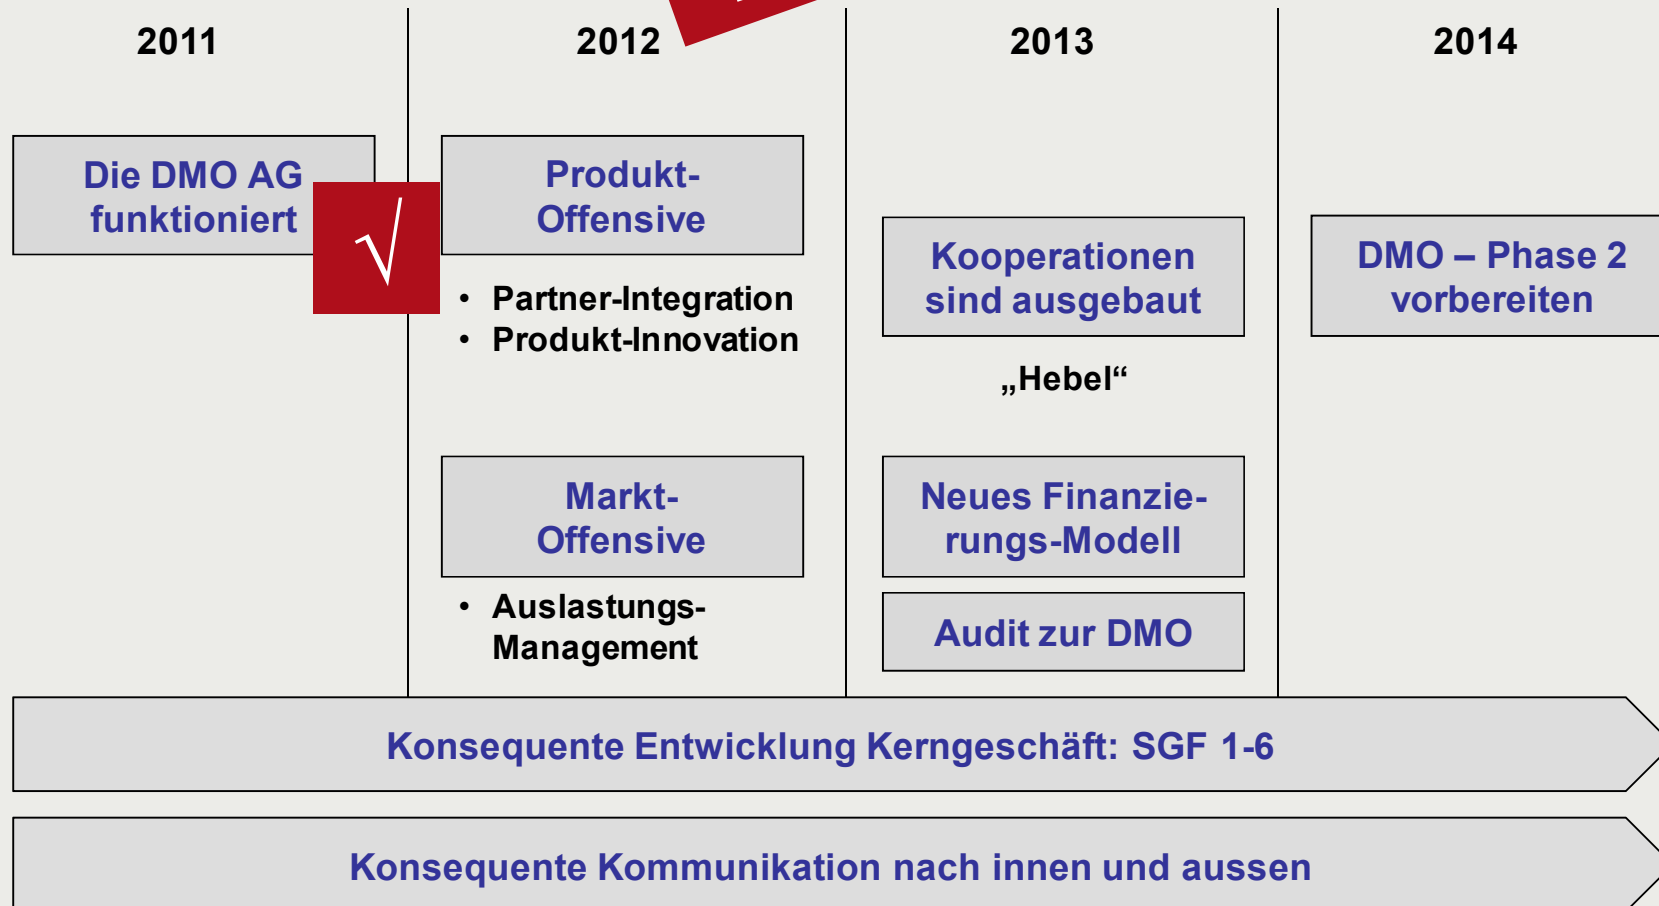 2011
2012
2013
2014
Die DMO AG
funktioniert
√
Produkt-
Offensive
• Partner-Integration
• Produkt-Innovation
Markt-
Offensive
• Auslastungs-
Management
Kooperationen
sind ausgebaut
„Hebel“
Neues Finanzie-
rungs-Modell
Audit zur DMO
DMO – Phase 2
vorbereiten
Konsequente Entwicklung Kerngeschäft: SGF 1-6
Konsequente Kommunikation nach innen und aussen